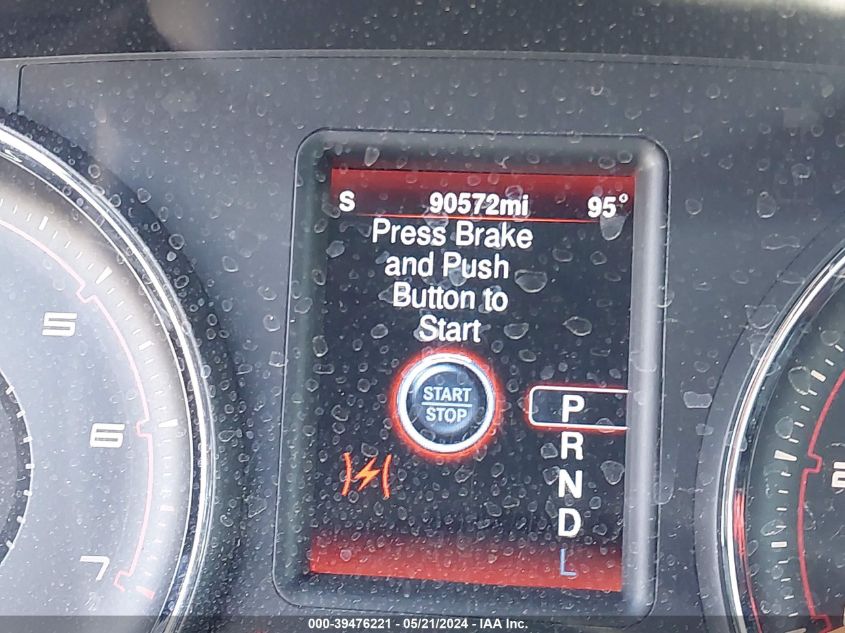 S 90572mi 95°
Press Brake
and Push
Button to
Start
START
STOP
P
R
N
D
L
5
6
7
2
000-39476221 - 05/21/2024 - IAA Inc.